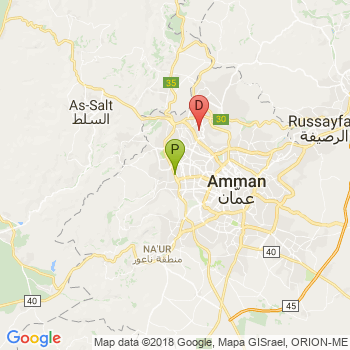 35
D
30
As-Salt
السلط
Russayfa
الرصيفة
P
Amman
عمان
NA'UR
منطقة ناعور
40
40
45
Google
Map data ©2018 Google, Mapa GISrael, ORION-ME